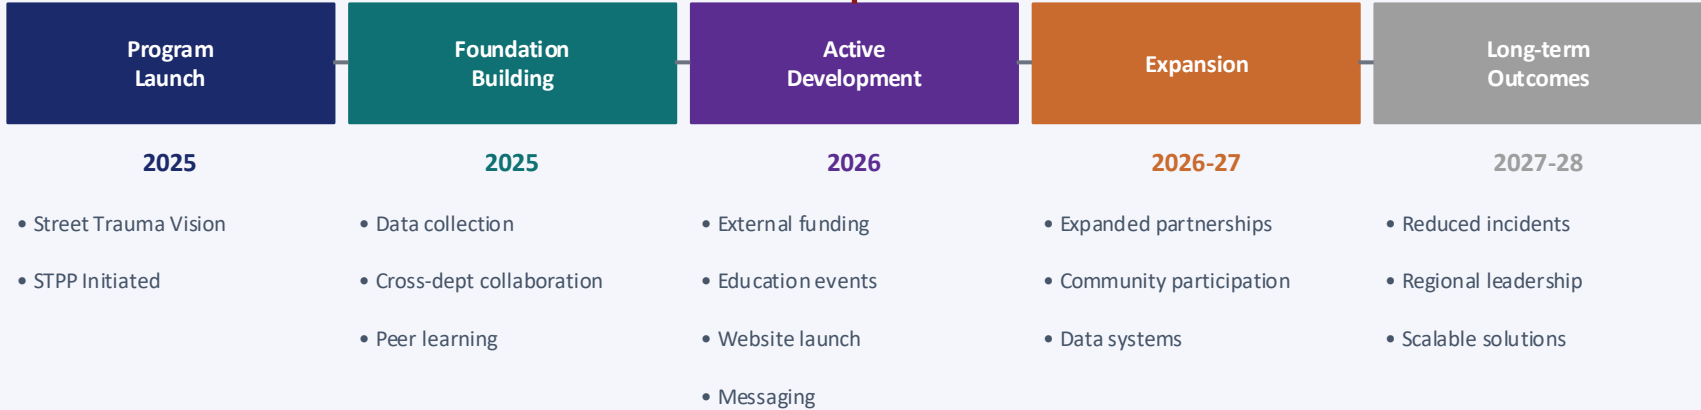 Program
Launch
Foundation
Building
Active
Development
Expansion
Long-term
Outcomes
2025
2025
2026
2026-27
2027-28
• Street Trauma Vision
• STPP Initiated
• Data collection
• Cross-dept collaboration
• Peer learning
• External funding
• Education events
• Website launch
• Messaging
• Expanded partnerships
• Community participation
• Data systems
• Reduced incidents
• Regional leadership
• Scalable solutions